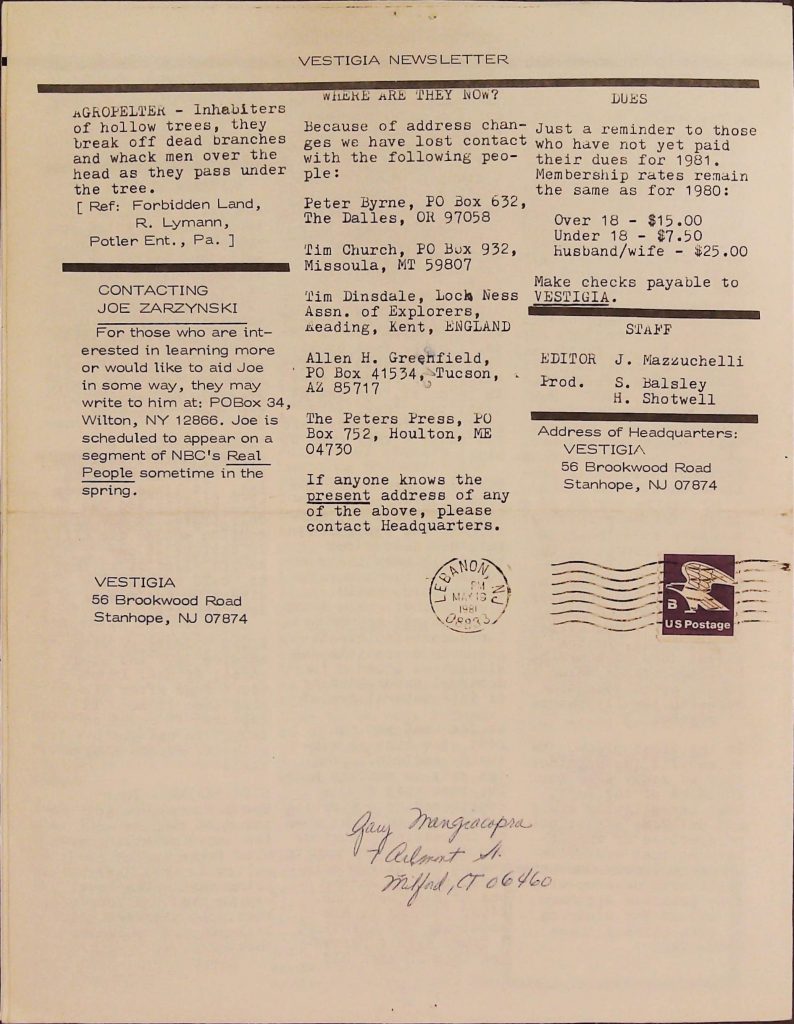 VESTIGIA NEWSLETTER
AGROPELTER - Inhabiters
of hollow trees, they
break off dead branches
and whack men over the
head as they pass under
the tree.
[ Ref: Forbidden Land,
R. Lymann,
Potler Ent., Pa. ]
CONTACTING
JOE ZARZYNSKI
For those who are int-
erested in learning more
or would like to aid Joe
in some way, they may
write to him at: POBox 34,
Wilton, NY 12866. Joe is
scheduled to appear on a
segment of NBC's Real
People sometime in the
spring.
WHERE ARE THEY NOW?
Because of address chan-
ges we have lost contact
with the following peo-
ple:
Peter Byrne, PO Box 632,
The Dalles, OR 97058
Tim Church, PO Box 932,
Missoula, MT 59807
Tim Dinsdale, Loch Ness
Assn. of Explorers,
Reading, Kent, ENGLAND
Allen H. Greenfield,
PO Box 41534, Tucson,
AZ 85717
The Peters Press, PO
Box 752, Houlton, ME
04730
If anyone knows the
present address of any
of the above, please
contact Headquarters.
DUES
Just a reminder to those
who have not yet paid
their dues for 1981.
Membership rates remain
the same as for 1980:
Over 18 - $15.00
Under 18 - $7.50
husband/wife - $25.00
Make checks payable to
VESTIGIA.
STAFF
EDITOR J. Mazzuchelli
Prod. S. Balsley
H. Shotwell
Address of Headquarters:
VESTIGIA
56 Brookwood Road
Stanhope, NJ 07874
VESTIGIA
56 Brookwood Road
Stanhope, NJ 07874
LEBANON, NJ
PM
MAY 18
1981
08833
B
US Postage
Gary Mangiacopra
7 Arlmont St.
Milford, CT 06460